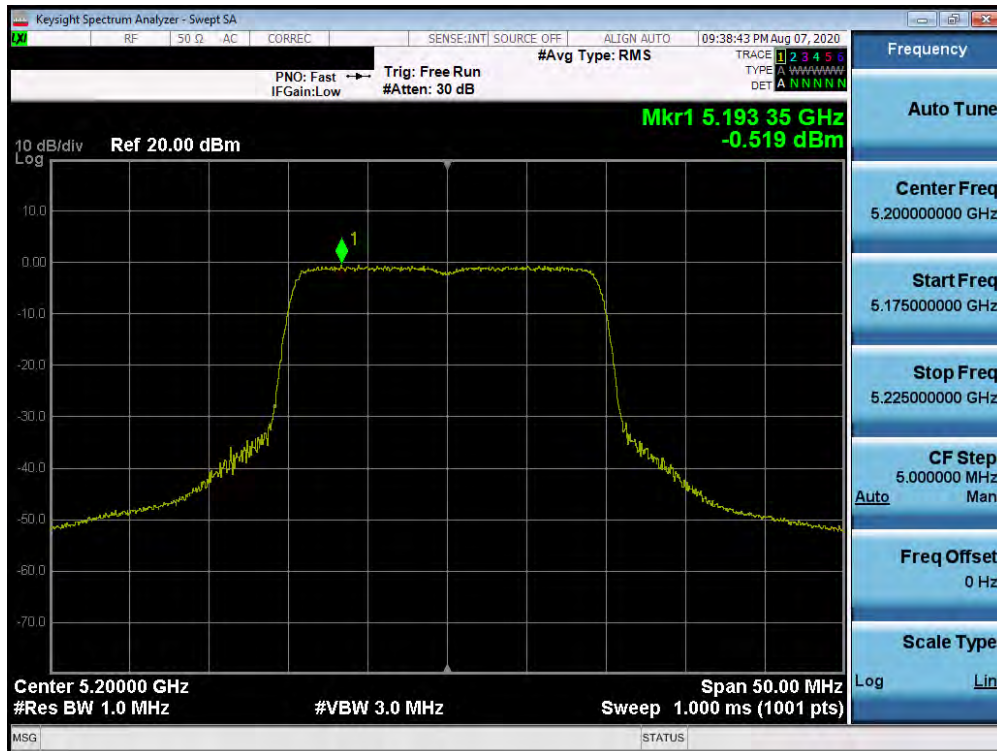 Keysight Spectrum Analyzer - Swept SA
LXI RF 50 Ω AC CORREC SENSE:INT SOURCE OFF ALIGN AUTO 09:38:43 PM Aug 07, 2020
#Avg Type: RMS
TRACE 1 2 3 4 5 6
PNO: Fast Trig: Free Run
TYPE A WWWWWW
IFGain:Low #Atten: 30 dB
DET A N N N N N
Mkr1 5.193 35 GHz
-0.519 dBm
10 dB/div Ref 20.00 dBm
Log
1
10.0
0.00
-10.0
-20.0
-30.0
-40.0
-50.0
-60.0
-70.0
Center 5.20000 GHz Span 50.00 MHz
#Res BW 1.0 MHz #VBW 3.0 MHz Sweep 1.000 ms (1001 pts)
MSG STATUS
Frequency
Auto Tune
Center Freq
5.200000000 GHz
Start Freq
5.175000000 GHz
Stop Freq
5.225000000 GHz
CF Step
5.000000 MHz
Auto Man
Freq Offset
0 Hz
Scale Type
Log Lin